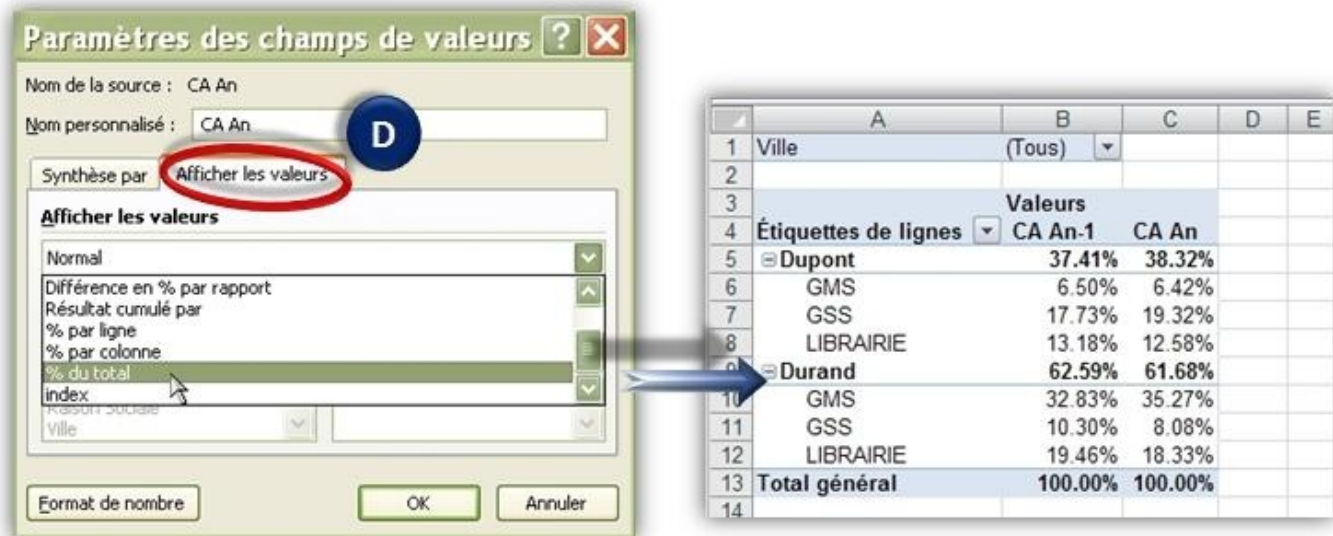 Paramètres des champs de valeurs ?
Nom de la source : CA An
Nom personnalisé : CA An
D
Synthèse par Afficher les valeurs
Afficher les valeurs
Normal
Différence en % par rapport
Résultat cumulé par
% par ligne
% par colonne
% du total
index
Raison Sociale
Ville
Format de nombre OK Annuler
A B C D E
1 Ville (Tous)
2
3 Valeurs
4 Étiquettes de lignes CA An-1 CA An
5 Dupont 37.41% 38.32%
6 GMS 6.50% 6.42%
7 GSS 17.73% 19.32%
8 LIBRAIRIE 13.18% 12.58%
9 Durand 62.59% 61.68%
10 GMS 32.83% 35.27%
11 GSS 10.30% 8.08%
12 LIBRAIRIE 19.46% 18.33%
13 Total général 100.00% 100.00%
14